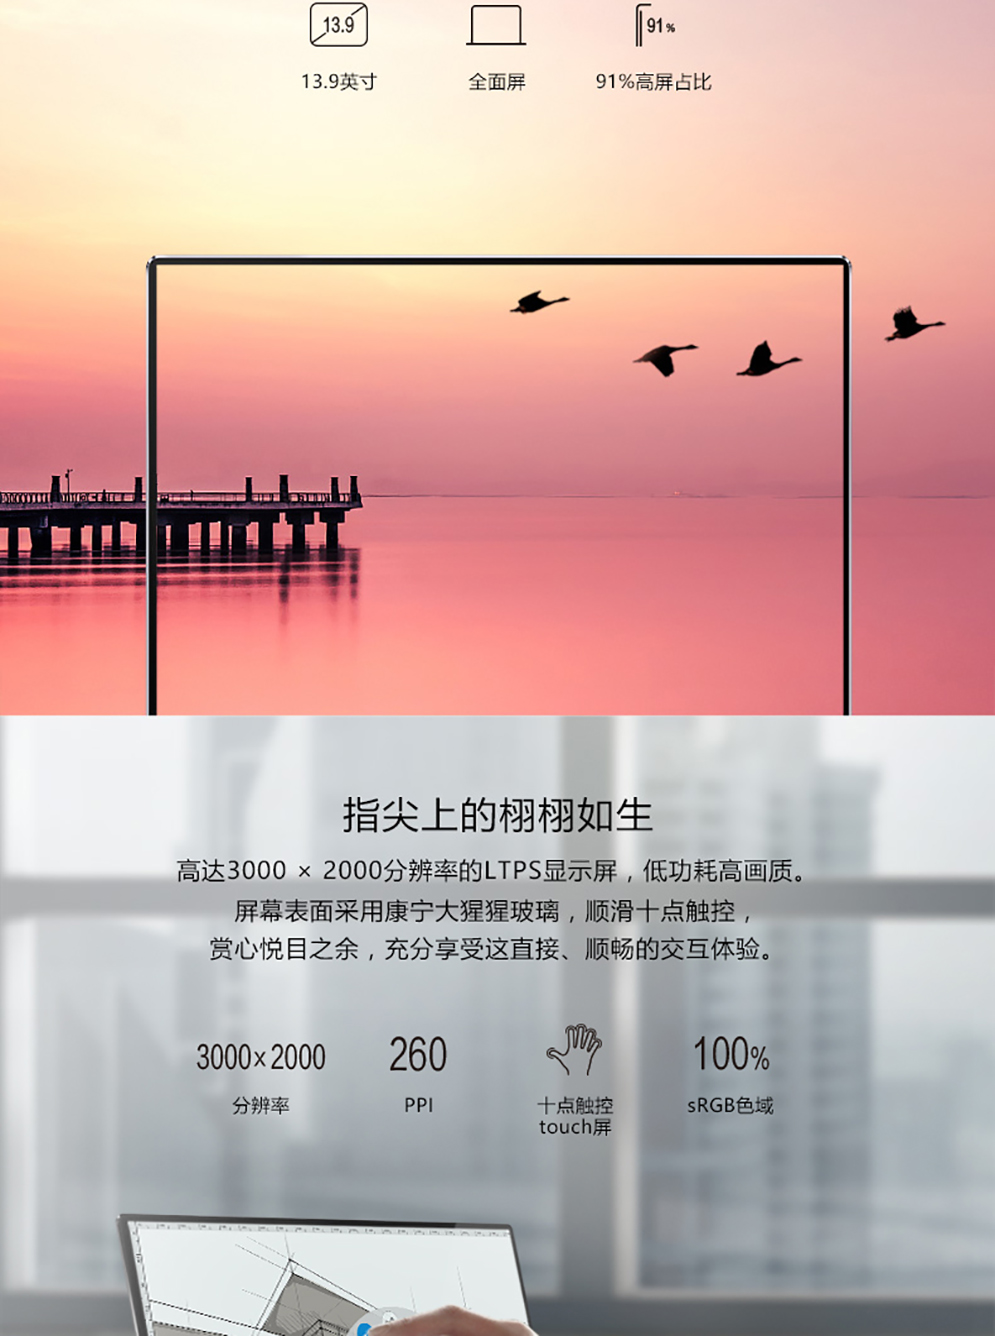 13.9
91%
13.9英寸
全面屏
91%高屏占比
指尖上的栩栩如生
高达3000 × 2000分辨率的LTPS显示屏，低功耗高画质。
屏幕表面采用康宁大猩猩玻璃，顺滑十点触控，
赏心悦目之余，充分享受这直接、顺畅的交互体验。
3000×2000
260
100%
分辨率
PPI
十点触控
touch屏
sRGB色域